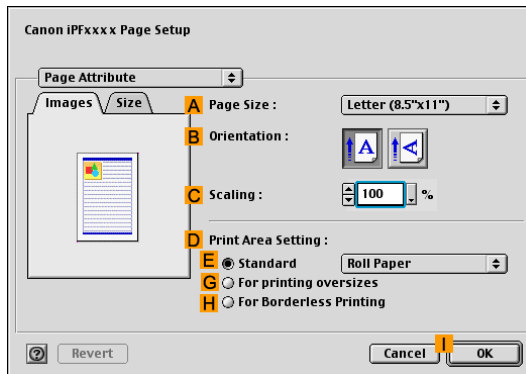 Canon iPFxxxx Page Setup
Page Attribute
Images Size
A Page Size : Letter (8.5"x11")
B Orientation :
A A
C Scaling : 100 %
D Print Area Setting :
E Standard Roll Paper
G For printing oversizes
H For Borderless Printing
I
? Revert Cancel OK